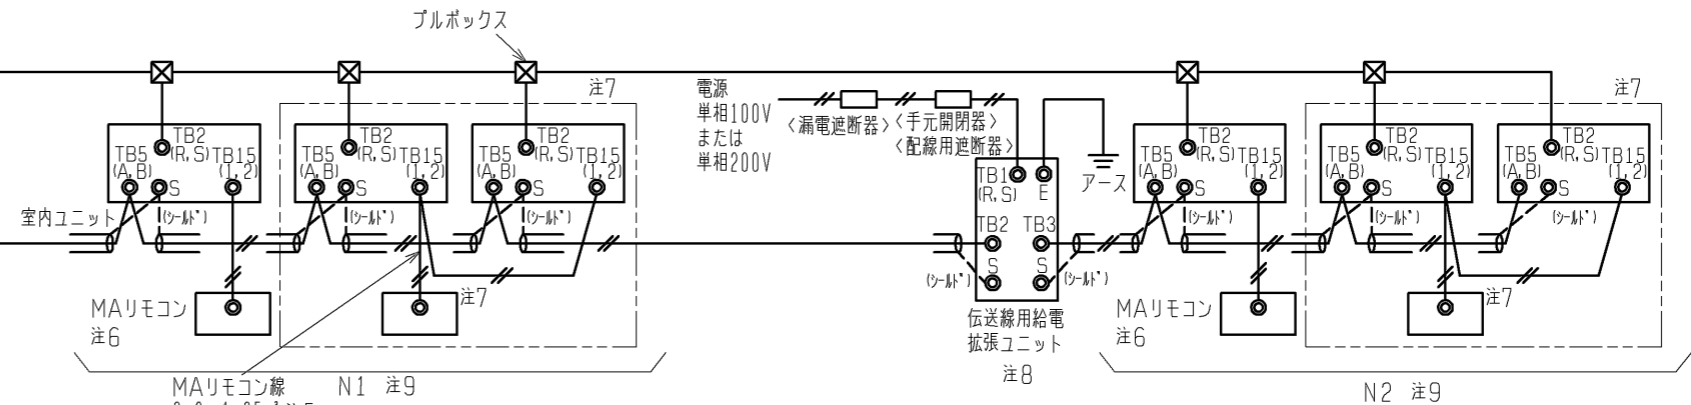 プルボックス
注7
電源
単相100V
または
単相200V
〈漏電遮断器〉
〈手元開閉器〉
〈配線用遮断器〉
アース
注7
TB2
(R,S)
TB5
(A,B)
S
TB15
(1,2)
(シールド)
TB2
(R,S)
TB5
(A,B)
S
TB15
(1,2)
(シールド)
TB2
(R,S)
TB5
(A,B)
S
TB15
(1,2)
(シールド)
TB1
(R,S)
E
TB2
TB3
S
S
(シールド)
(シールド)
TB2
(R,S)
TB5
(A,B)
S
TB15
(1,2)
(シールド)
TB2
(R,S)
TB5
(A,B)
S
TB15
(1,2)
(シールド)
TB2
(R,S)
TB5
(A,B)
S
TB15
(1,2)
(シールド)
室内ユニット
MAリモコン
注6
注7
伝送線用給電
拡張ユニット
注8
MAリモコン
注6
注7
MAリモコン線
N1 注9
N2 注9